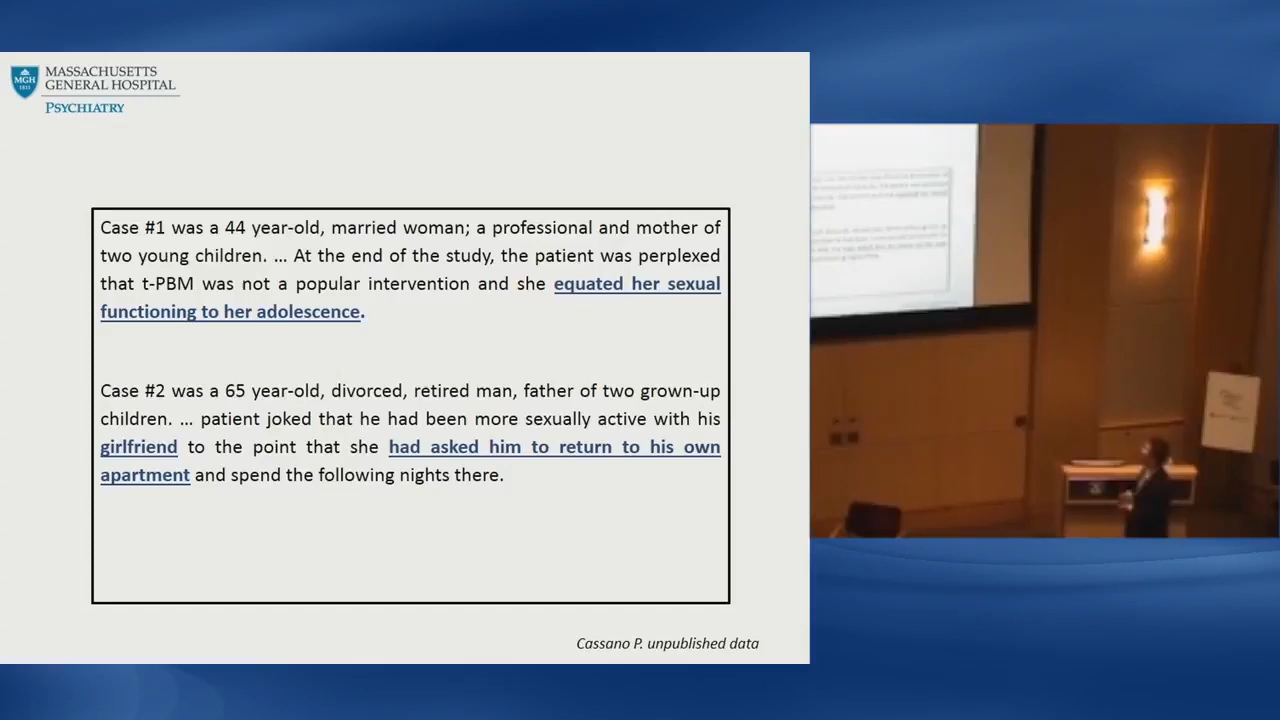 MGH
1811
MASSACHUSETTS
GENERAL HOSPITAL
PSYCHIATRY
Case #1 was a 44 year-old, married woman; a professional and mother of
two young children. ... At the end of the study, the patient was perplexed
that t-PBM was not a popular intervention and she equated her sexual
functioning to her adolescence.
Case #2 was a 65 year-old, divorced, retired man, father of two grown-up
children. ... patient joked that he had been more sexually active with his
girlfriend to the point that she had asked him to return to his own
apartment and spend the following nights there.
Cassano P. unpublished data